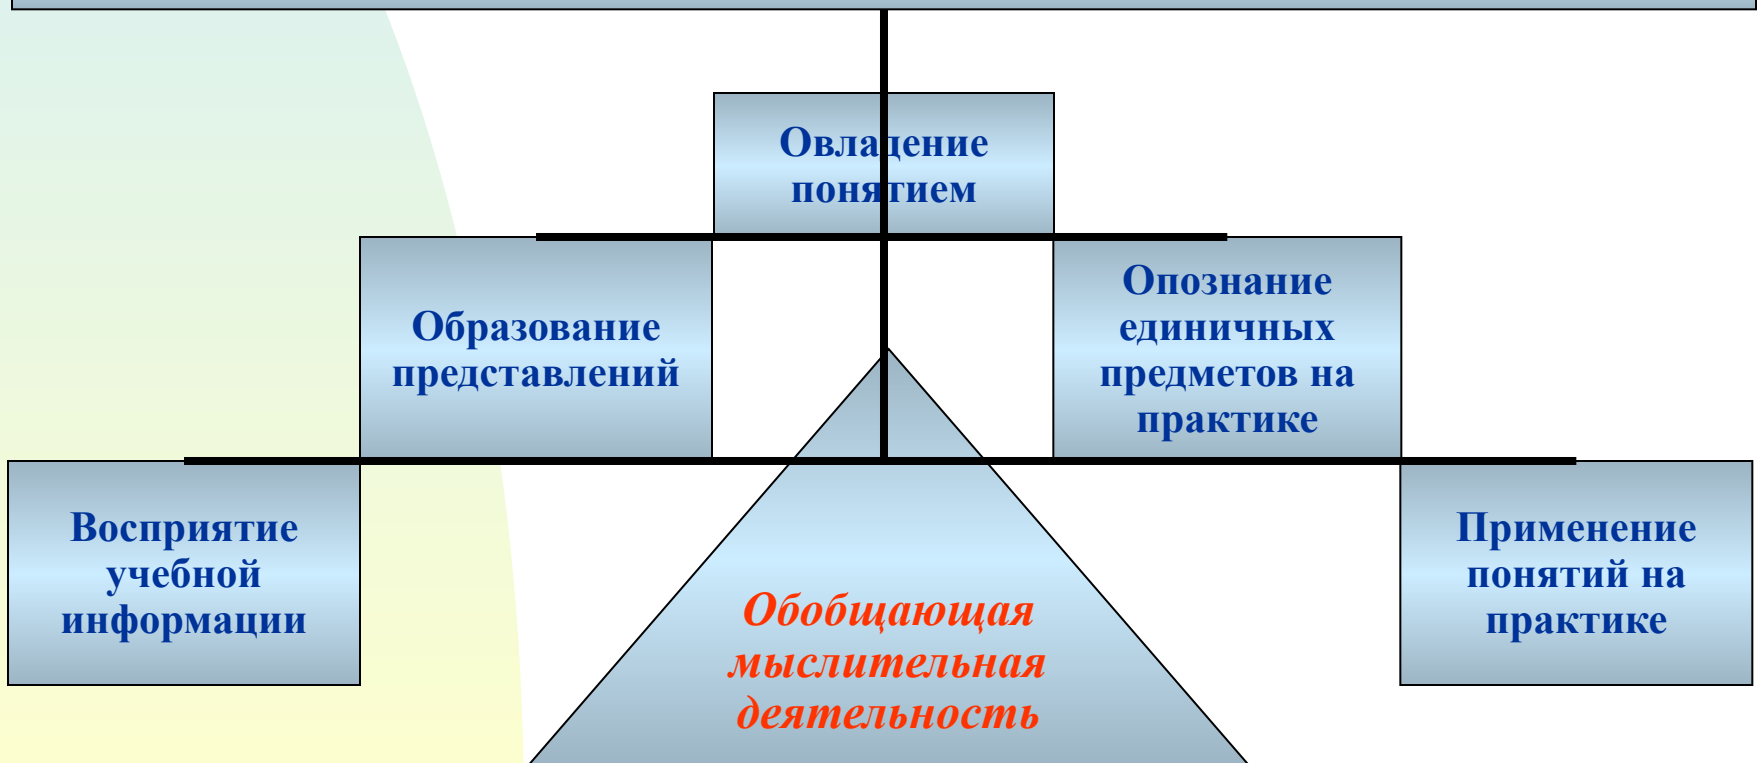 Овладение
понятием
Образование
представлений
Опознание
единичных
предметов на
практике
Восприятие
учебной
информации
Применение
понятий на
практике
Обобщающая
мыслительная
деятельность